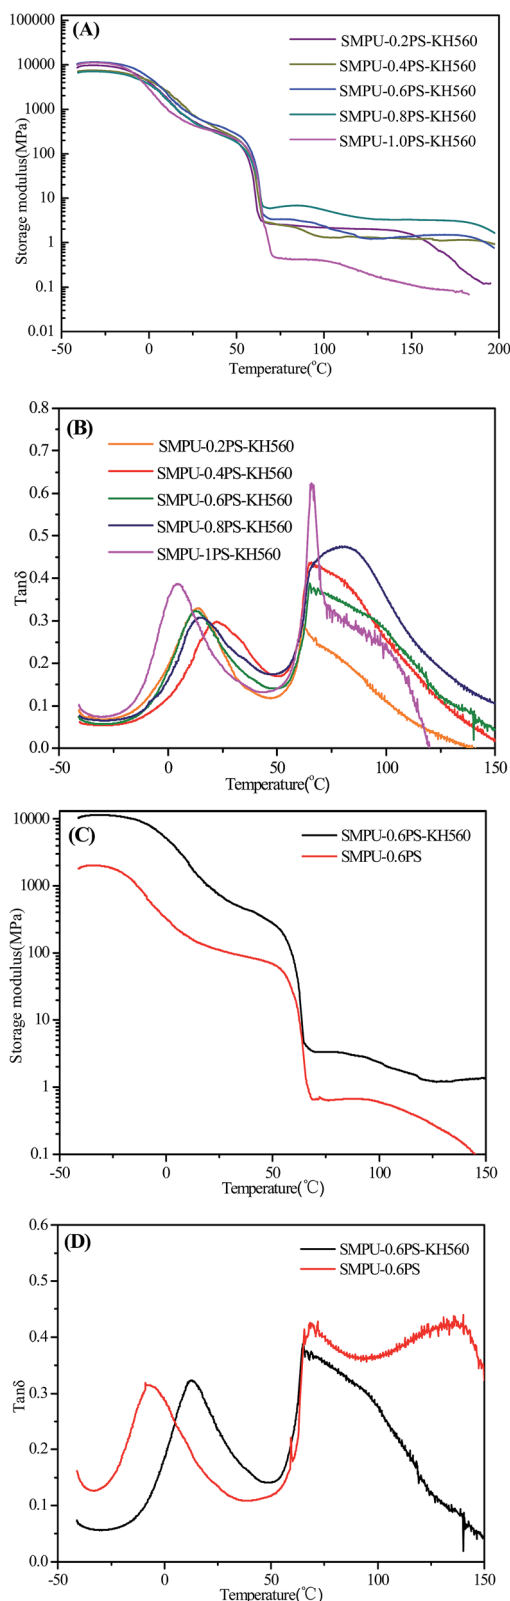 (A)
SMPU-0.2PS-KH560
SMPU-0.4PS-KH560
SMPU-0.6PS-KH560
SMPU-0.8PS-KH560
SMPU-1.0PS-KH560
100000
10000
1000
100
10
1
0.1
0.01
Storage modulus(MPa)
-50 0 50 100 150 200
Temperature(°C)
(B)
SMPU-0.2PS-KH560
SMPU-0.4PS-KH560
SMPU-0.6PS-KH560
SMPU-0.8PS-KH560
SMPU-1PS-KH560
0.8
0.7
0.6
0.5
0.4
0.3
0.2
0.1
0.0
Tanδ
-50 0 50 100 150
Temperature(°C)
(C)
SMPU-0.6PS-KH560
SMPU-0.6PS
10000
1000
100
10
1
0.1
Storage modulus(MPa)
-50 0 50 100 150
Temperature(℃)
(D)
SMPU-0.6PS-KH560
SMPU-0.6PS
0.6
0.5
0.4
0.3
0.2
0.1
0.0
Tanδ
-50 0 50 100 150
Temperature(℃)